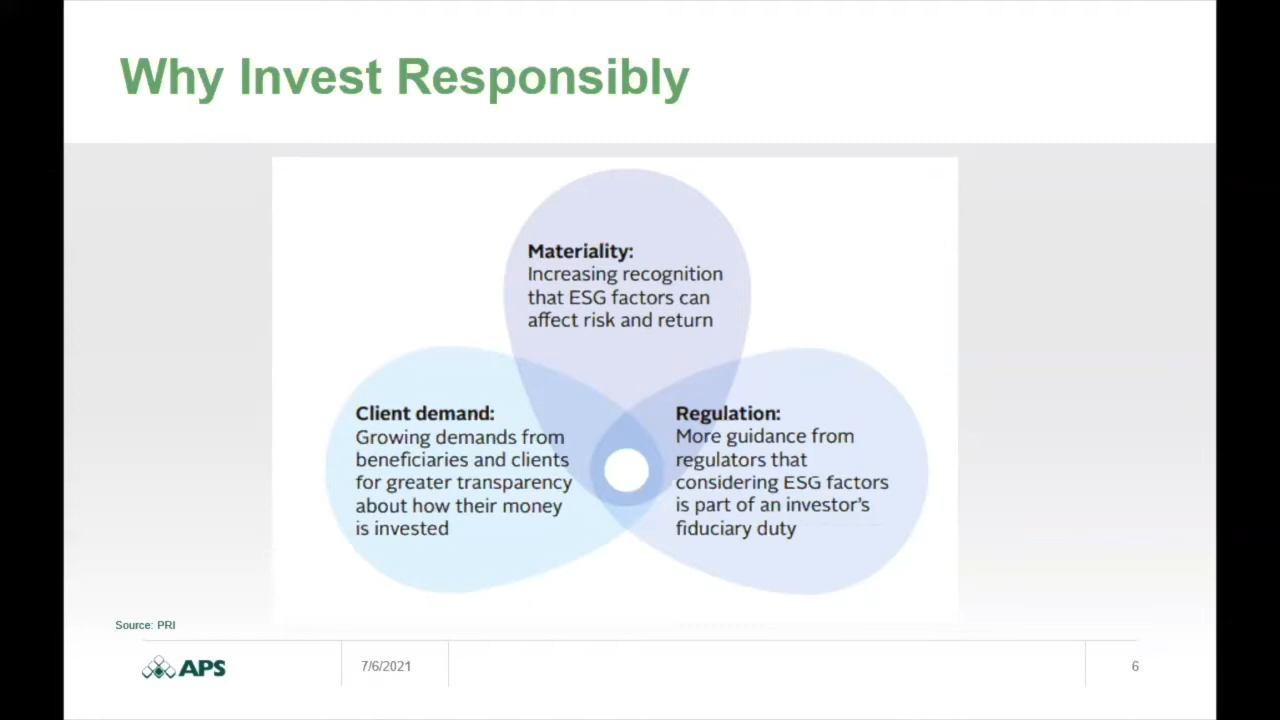 Why Invest Responsibly
Materiality:
Increasing recognition
that ESG factors can
affect risk and return
Client demand:
Growing demands from
beneficiaries and clients
for greater transparency
about how their money
is invested
Regulation:
More guidance from
regulators that
considering ESG factors
is part of an investor’s
fiduciary duty
Source: PRI
APS
7/6/2021
6